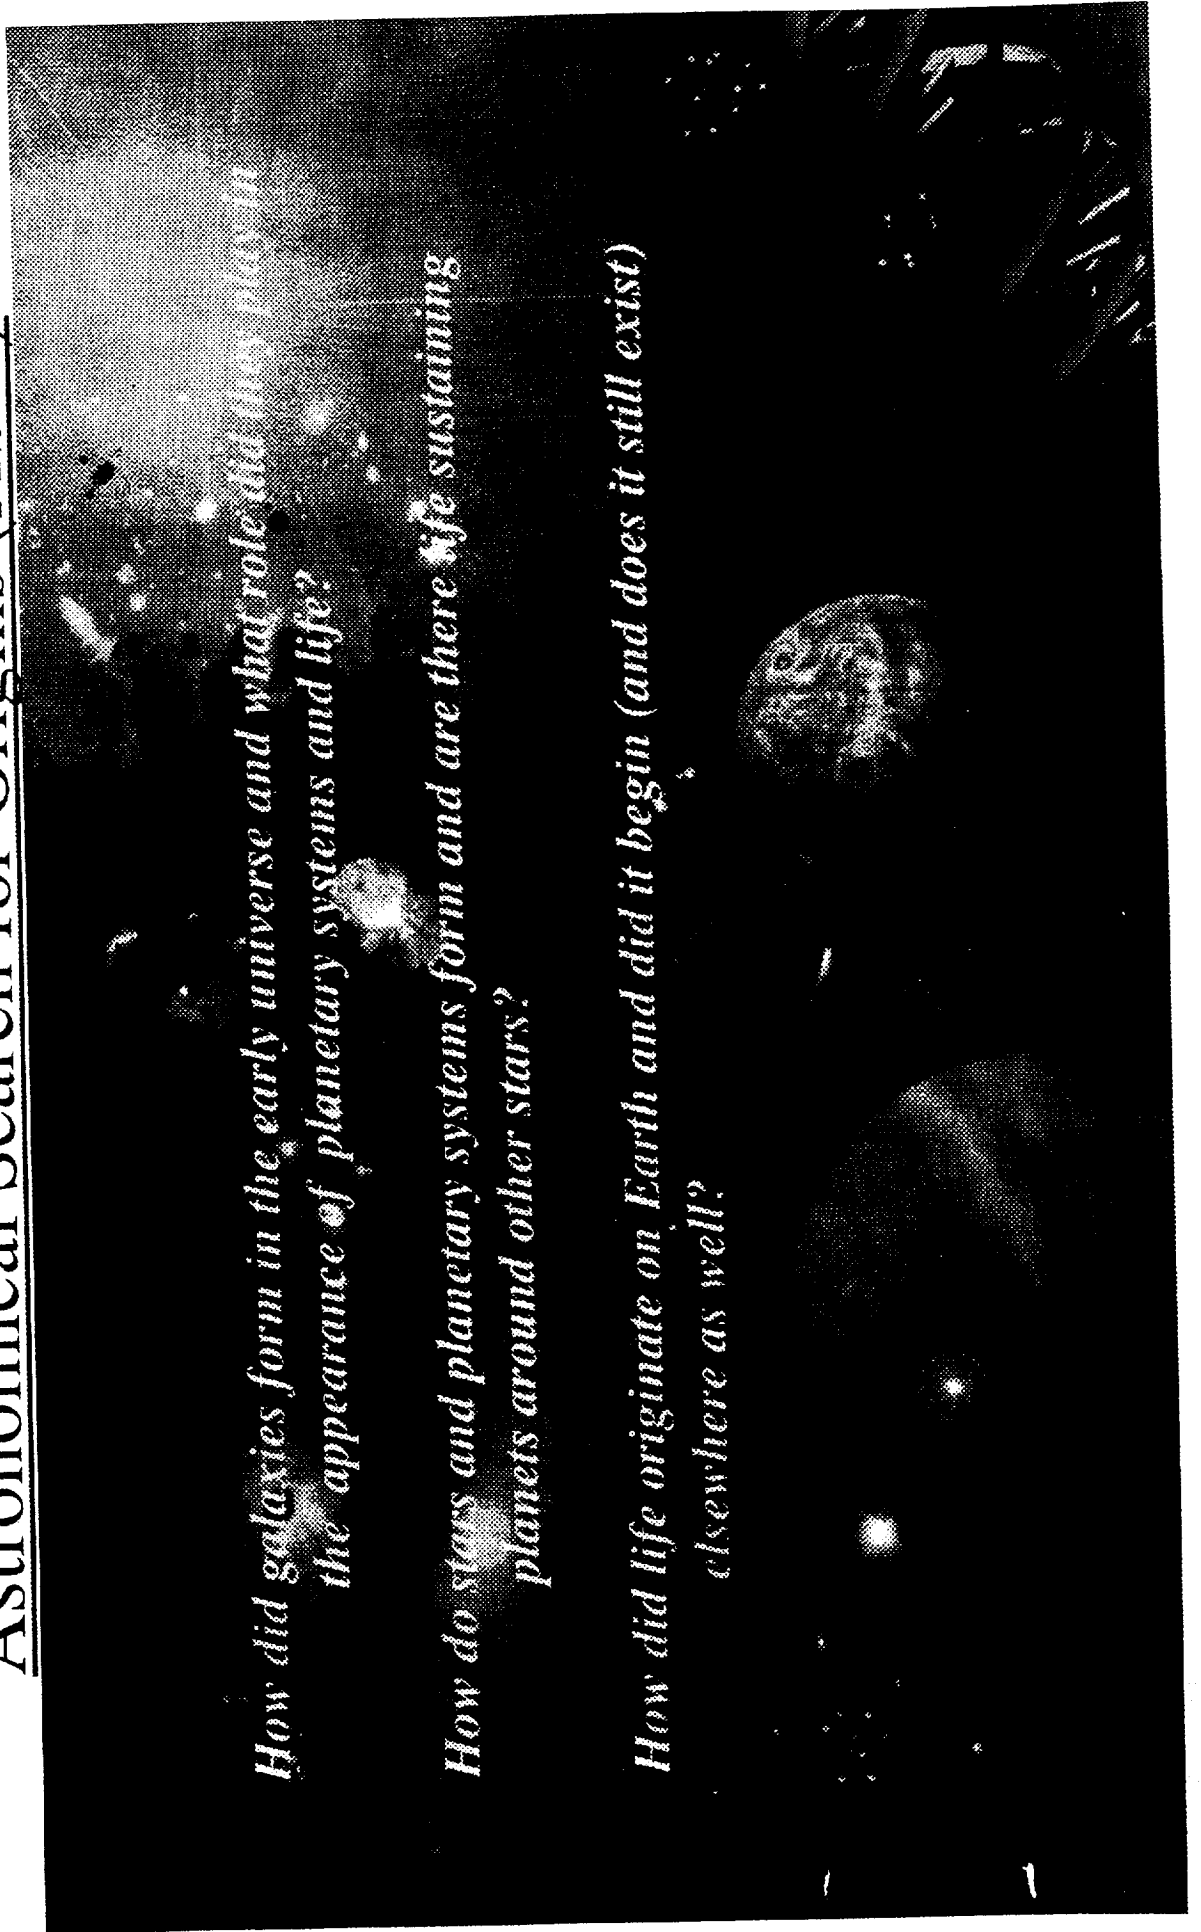 Astronomical Search for Origins
How did galaxies form in the early universe and what role did they play in
the appearance of planetary systems and life?
How do stars and planetary systems form and are there life sustaining
planets around other stars?
How did life originate on Earth and did it begin (and does it still exist)
elsewhere as well?